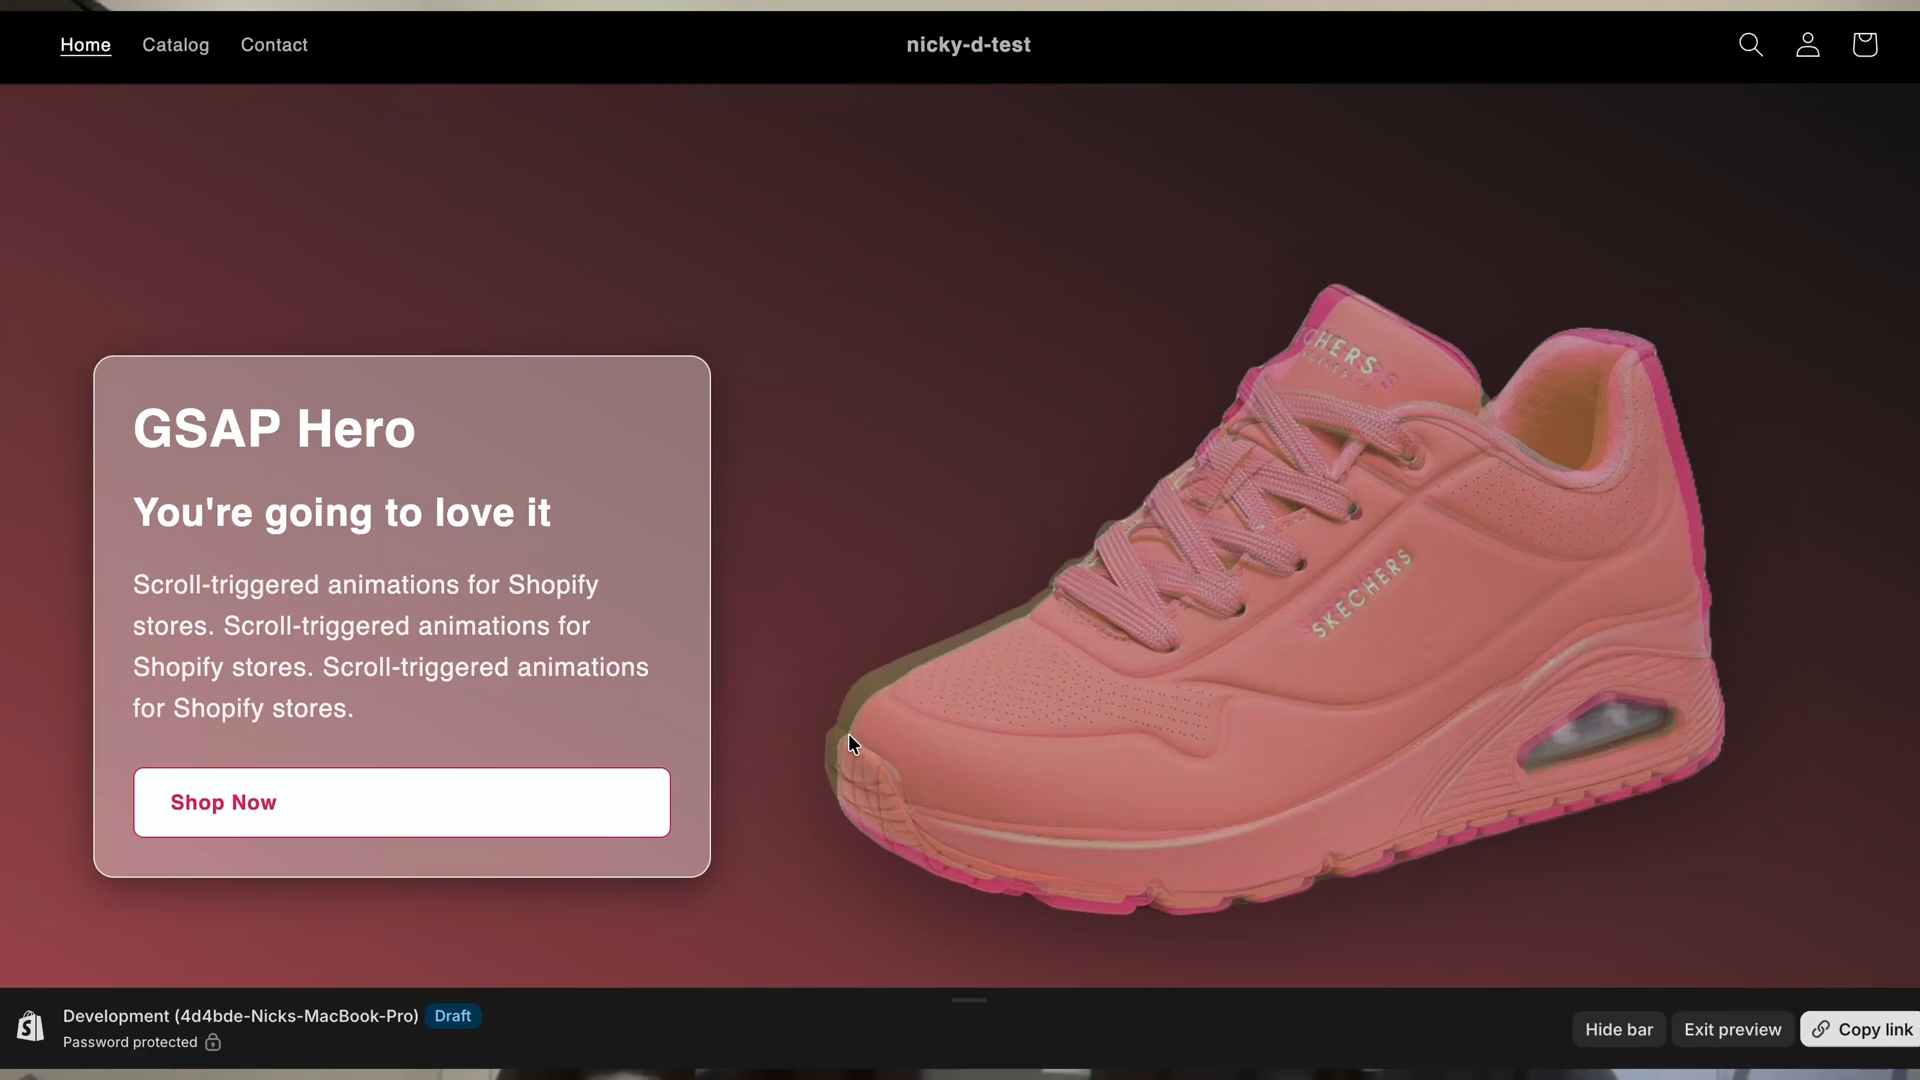 Home Catalog Contact
nicky-d-test
GSAP Hero
You're going to love it
Scroll-triggered animations for Shopify
stores. Scroll-triggered animations for
Shopify stores. Scroll-triggered animations
for Shopify stores.
Shop Now
SKECHERS
Development (4d4bde-Nicks-MacBook-Pro) Draft
Password protected
Hide bar Exit preview Copy link